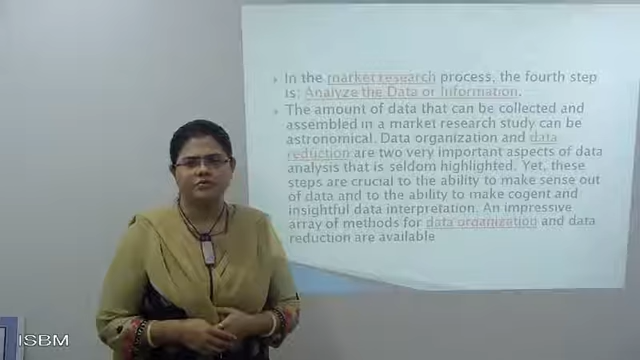 In the market research process, the fourth step
is: Analyze the Data or Information.
The amount of data that can be collected and
assembled in a market research study can be
astronomical. Data organization and data
reduction are two very important aspects of data
analysis that is seldom highlighted. Yet, these
steps are crucial to the ability to make sense out
of data and to the ability to make cogent and
insightful data interpretation. An impressive
array of methods for data organization and data
reduction are available
ISBM